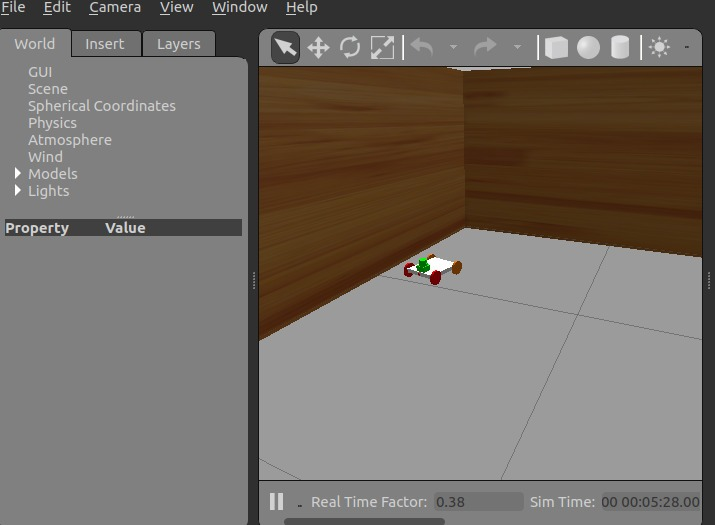 File Edit Camera View Window Help
World Insert Layers
GUI
Scene
Spherical Coordinates
Physics
Atmosphere
Wind
Models
Lights
Property Value
Real Time Factor: 0.38 Sim Time: 00 00:05:28.00